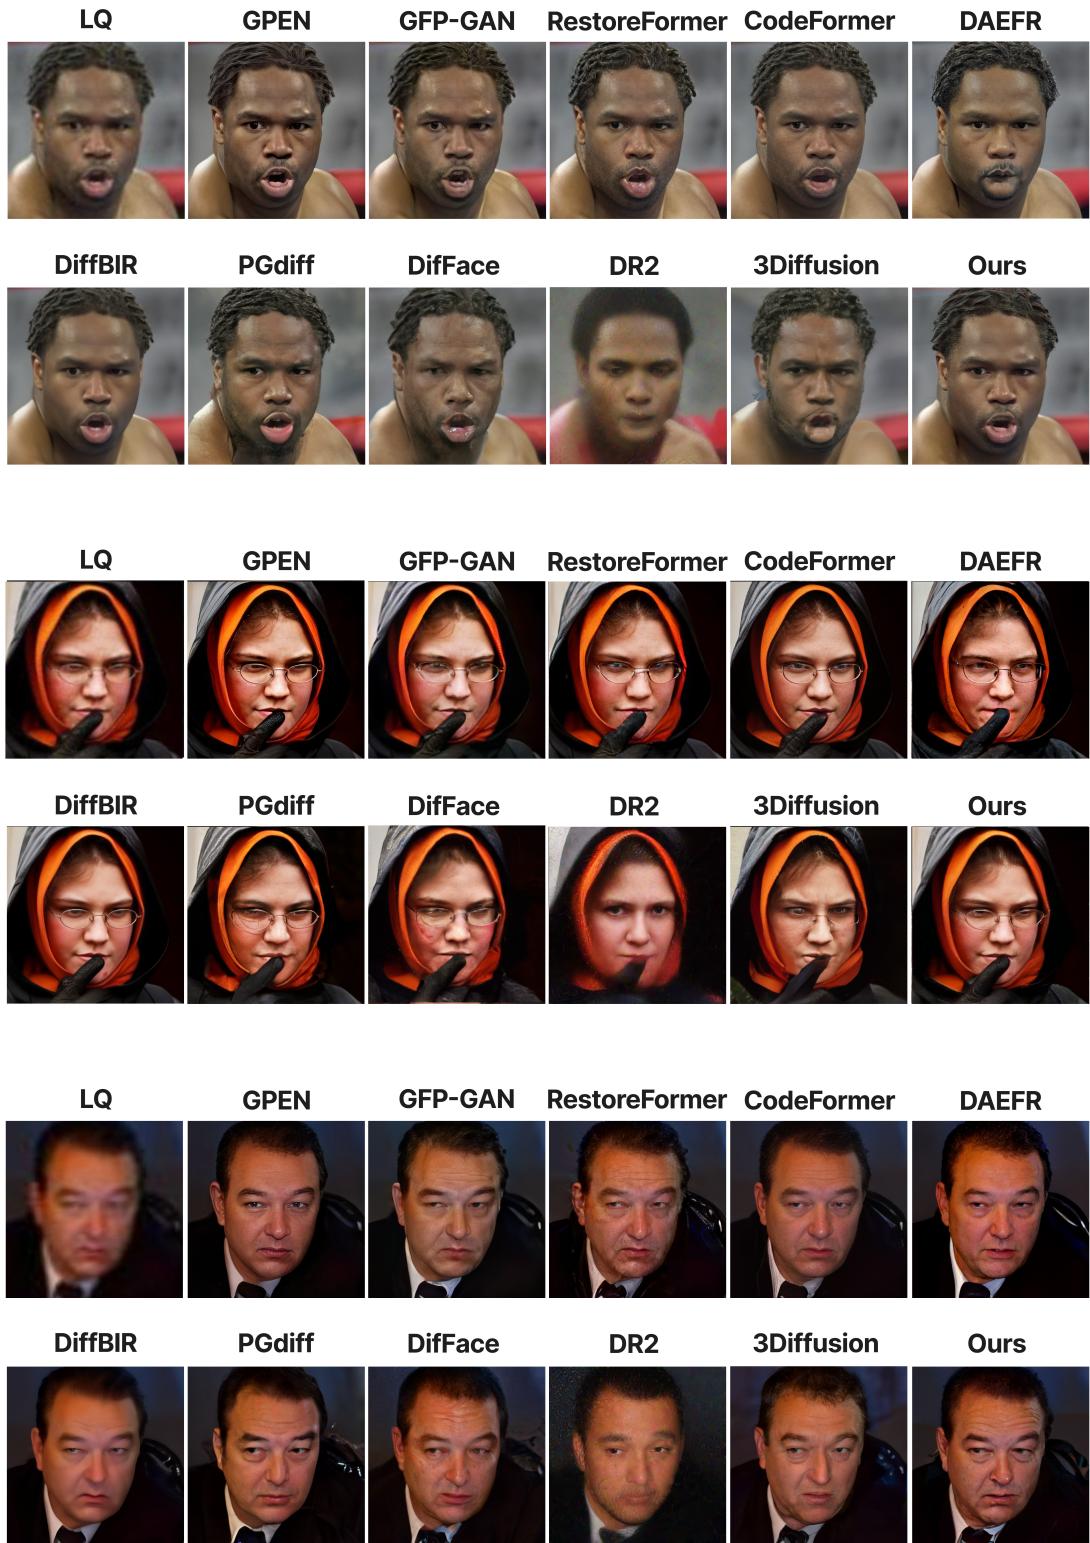 LQ GPEN GFP-GAN RestoreFormer CodeFormer DAEFR
DiffBIR PGdiff DifFace DR2 3Diffusion Ours
LQ GPEN GFP-GAN RestoreFormer CodeFormer DAEFR
DiffBIR PGdiff DifFace DR2 3Diffusion Ours
LQ GPEN GFP-GAN RestoreFormer CodeFormer DAEFR
DiffBIR PGdiff DifFace DR2 3Diffusion Ours